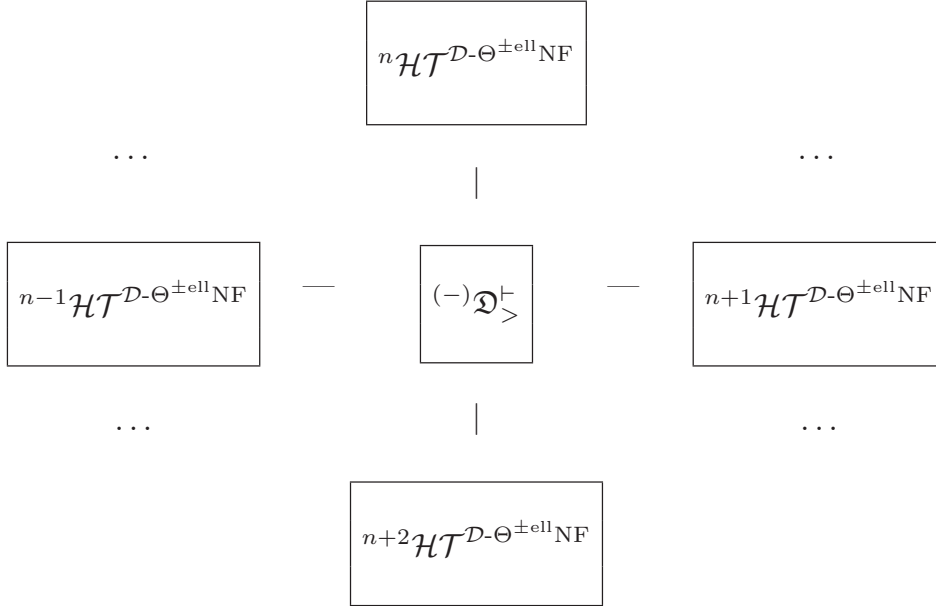 ⁿℋ𝒯^{𝒟-Θ^{±ell}NF}
... ...
|
ⁿ⁻¹ℋ𝒯^{𝒟-Θ^{±ell}NF} — ⁽⁻⁾𝔇^⊢_> — ⁿ⁺¹ℋ𝒯^{𝒟-Θ^{±ell}NF}
... ...
|
ⁿ⁺²ℋ𝒯^{𝒟-Θ^{±ell}NF}